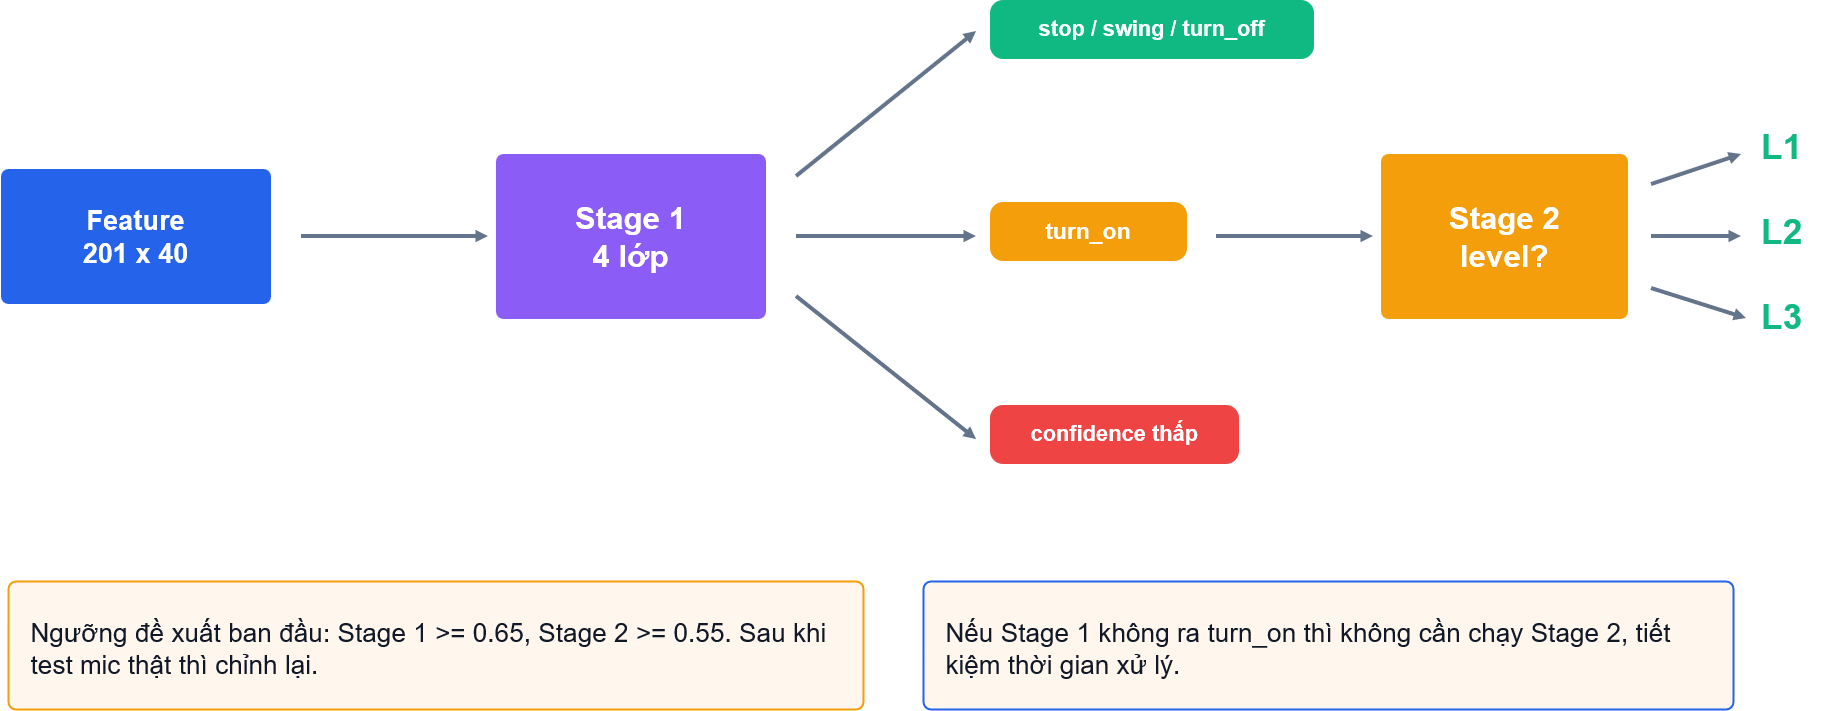 stop / swing / turn_off
Feature
201 x 40
Stage 1
4 lớp
turn_on
Stage 2
level?
L1
L2
L3
confidence thấp
Ngưỡng đề xuất ban đầu: Stage 1 >= 0.65, Stage 2 >= 0.55. Sau khi
test mic thật thì chỉnh lại.
Nếu Stage 1 không ra turn_on thì không cần chạy Stage 2, tiết
kiệm thời gian xử lý.